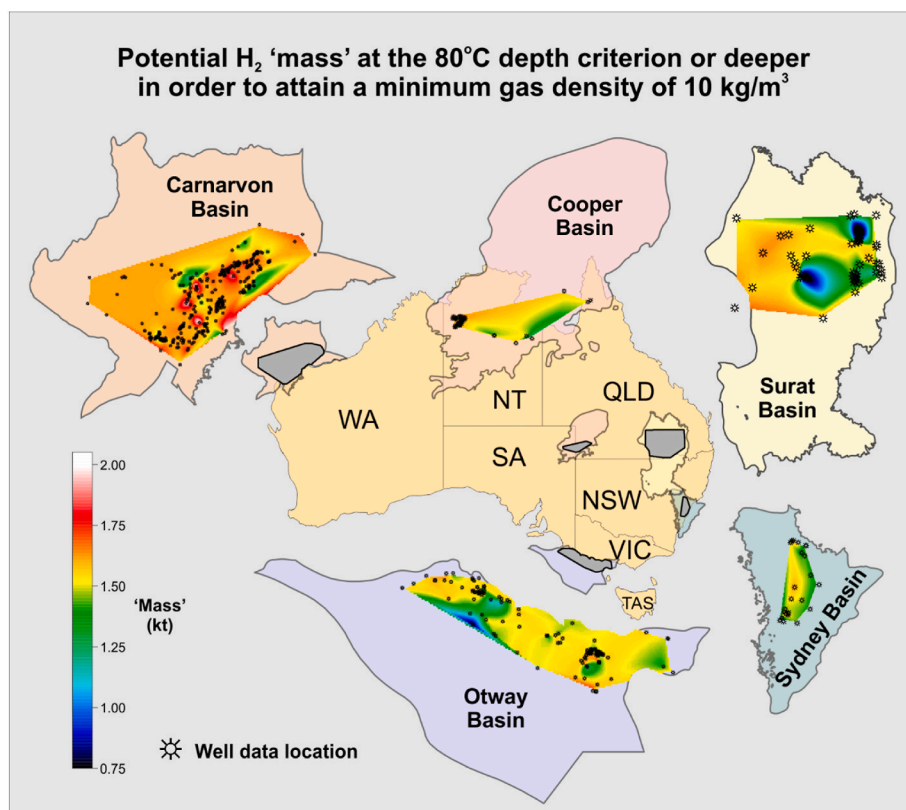 Potential H₂ ‘mass’ at the 80°C depth criterion or deeper
in order to attain a minimum gas density of 10 kg/m³
Carnarvon
Basin
Cooper
Basin
Surat
Basin
WA
NT
QLD
SA
NSW
VIC
TAS
Sydney Basin
Otway
Basin
2.00
1.75
1.50
1.25
1.00
0.75
‘Mass’
(kt)
Well data location